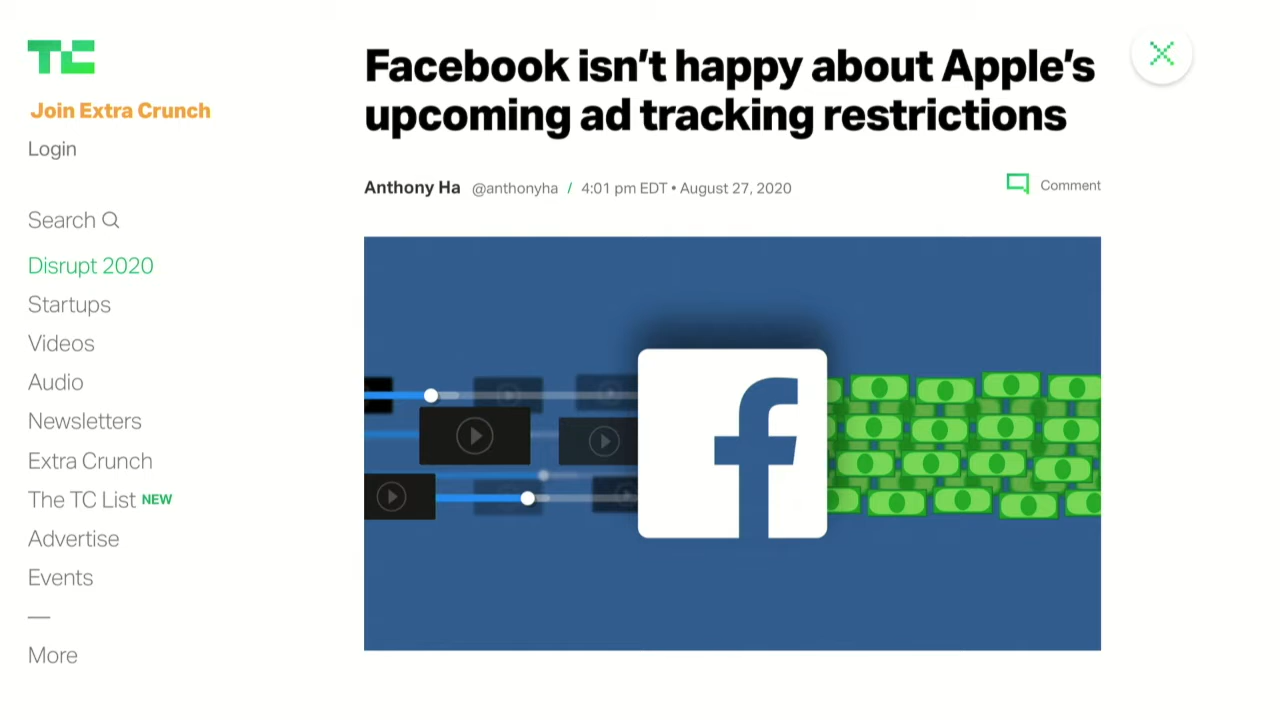 TC
Join Extra Crunch
Login
Search
Disrupt 2020
Startups
Videos
Audio
Newsletters
Extra Crunch
The TC List NEW
Advertise
Events
—
More
Facebook isn’t happy about Apple’s
upcoming ad tracking restrictions
Anthony Ha @anthonyha / 4:01 pm EDT • August 27, 2020
Comment
f